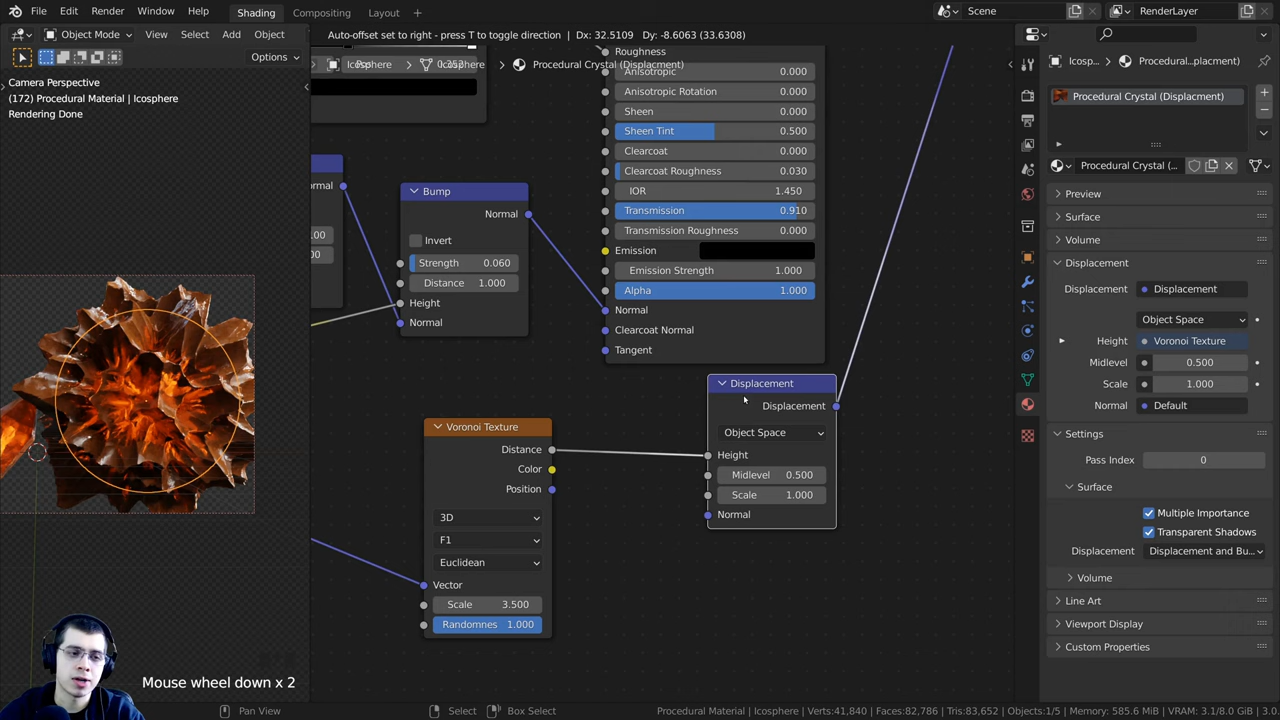 File Edit Render Window Help Shading Compositing Layout + Scene RenderLayer
Object Mode View Select Add Object Auto-offset set to right - press T to toggle direction | Dx: 32.5109 Dy: -8.6063 (33.6308)
Options
Icosphere Icosphere Procedural Crystal (Displacment)
Icosp... Procedural...placment)
Camera Perspective
(172) Procedural Material | Icosphere
Rendering Done
Procedural Crystal (Displacment)
Procedural Crystal (
Preview
Surface
Volume
Displacement
Displacement Displacement
Object Space
Height Voronoi Texture
Midlevel 0.500
Scale 1.000
Normal Default
Settings
Pass Index 0
Surface
Multiple Importance
Transparent Shadows
Displacement Displacement and Bu...
Volume
Line Art
Viewport Display
Custom Properties
Roughness
Anisotropic 0.000
Anisotropic Rotation 0.000
Sheen 0.000
Sheen Tint 0.500
Clearcoat 0.000
Clearcoat Roughness 0.030
IOR 1.450
Transmission 0.910
Transmission Roughness 0.000
Emission
Emission Strength 1.000
Alpha 1.000
Normal
Clearcoat Normal
Tangent
Bump
Normal
Invert
Strength 0.060
Distance 1.000
Height
Normal
Voronoi Texture
Distance
Color
Position
3D
F1
Euclidean
Vector
Scale 3.500
Randomnes 1.000
Displacement
Displacement
Object Space
Height
Midlevel 0.500
Scale 1.000
Normal
Mouse wheel down x 2
Pan View Select Box Select Procedural Material | Icosphere | Verts:41,840 | Faces:82,786 | Tris:83,652 | Objects:1/5 | Memory: 585.6 MiB | VRAM: 3.1/8.0 GiB | 3.0